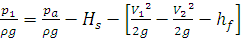 p₁/ρg = pₐ/ρg − Hₛ − [V₁²/2g − V₂²/2g − h_f]